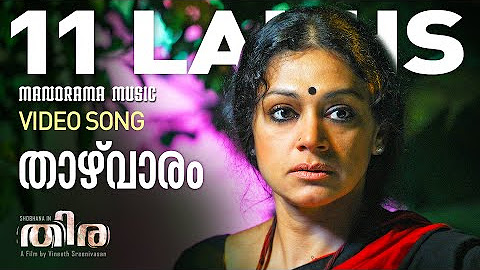 11 LAKHS
MANORAMA MUSIC
VIDEO SONG
താഴ്‌വാരം
SHOBHANA IN
തിര
A Film by Vineeth Sreenivasan